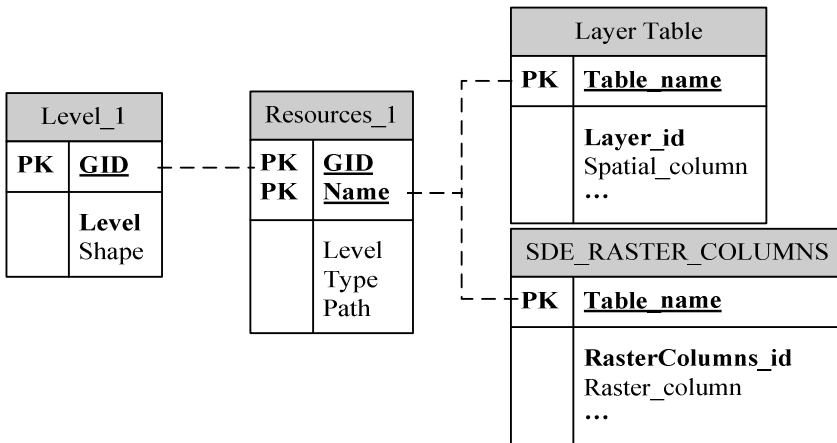 Level_1
PK GID
Level
Shape
Resources_1
PK GID
PK Name
Level
Type
Path
Layer Table
PK Table_name
Layer_id
Spatial_column
...
SDE_RASTER_COLUMNS
PK Table_name
RasterColumns_id
Raster_column
...